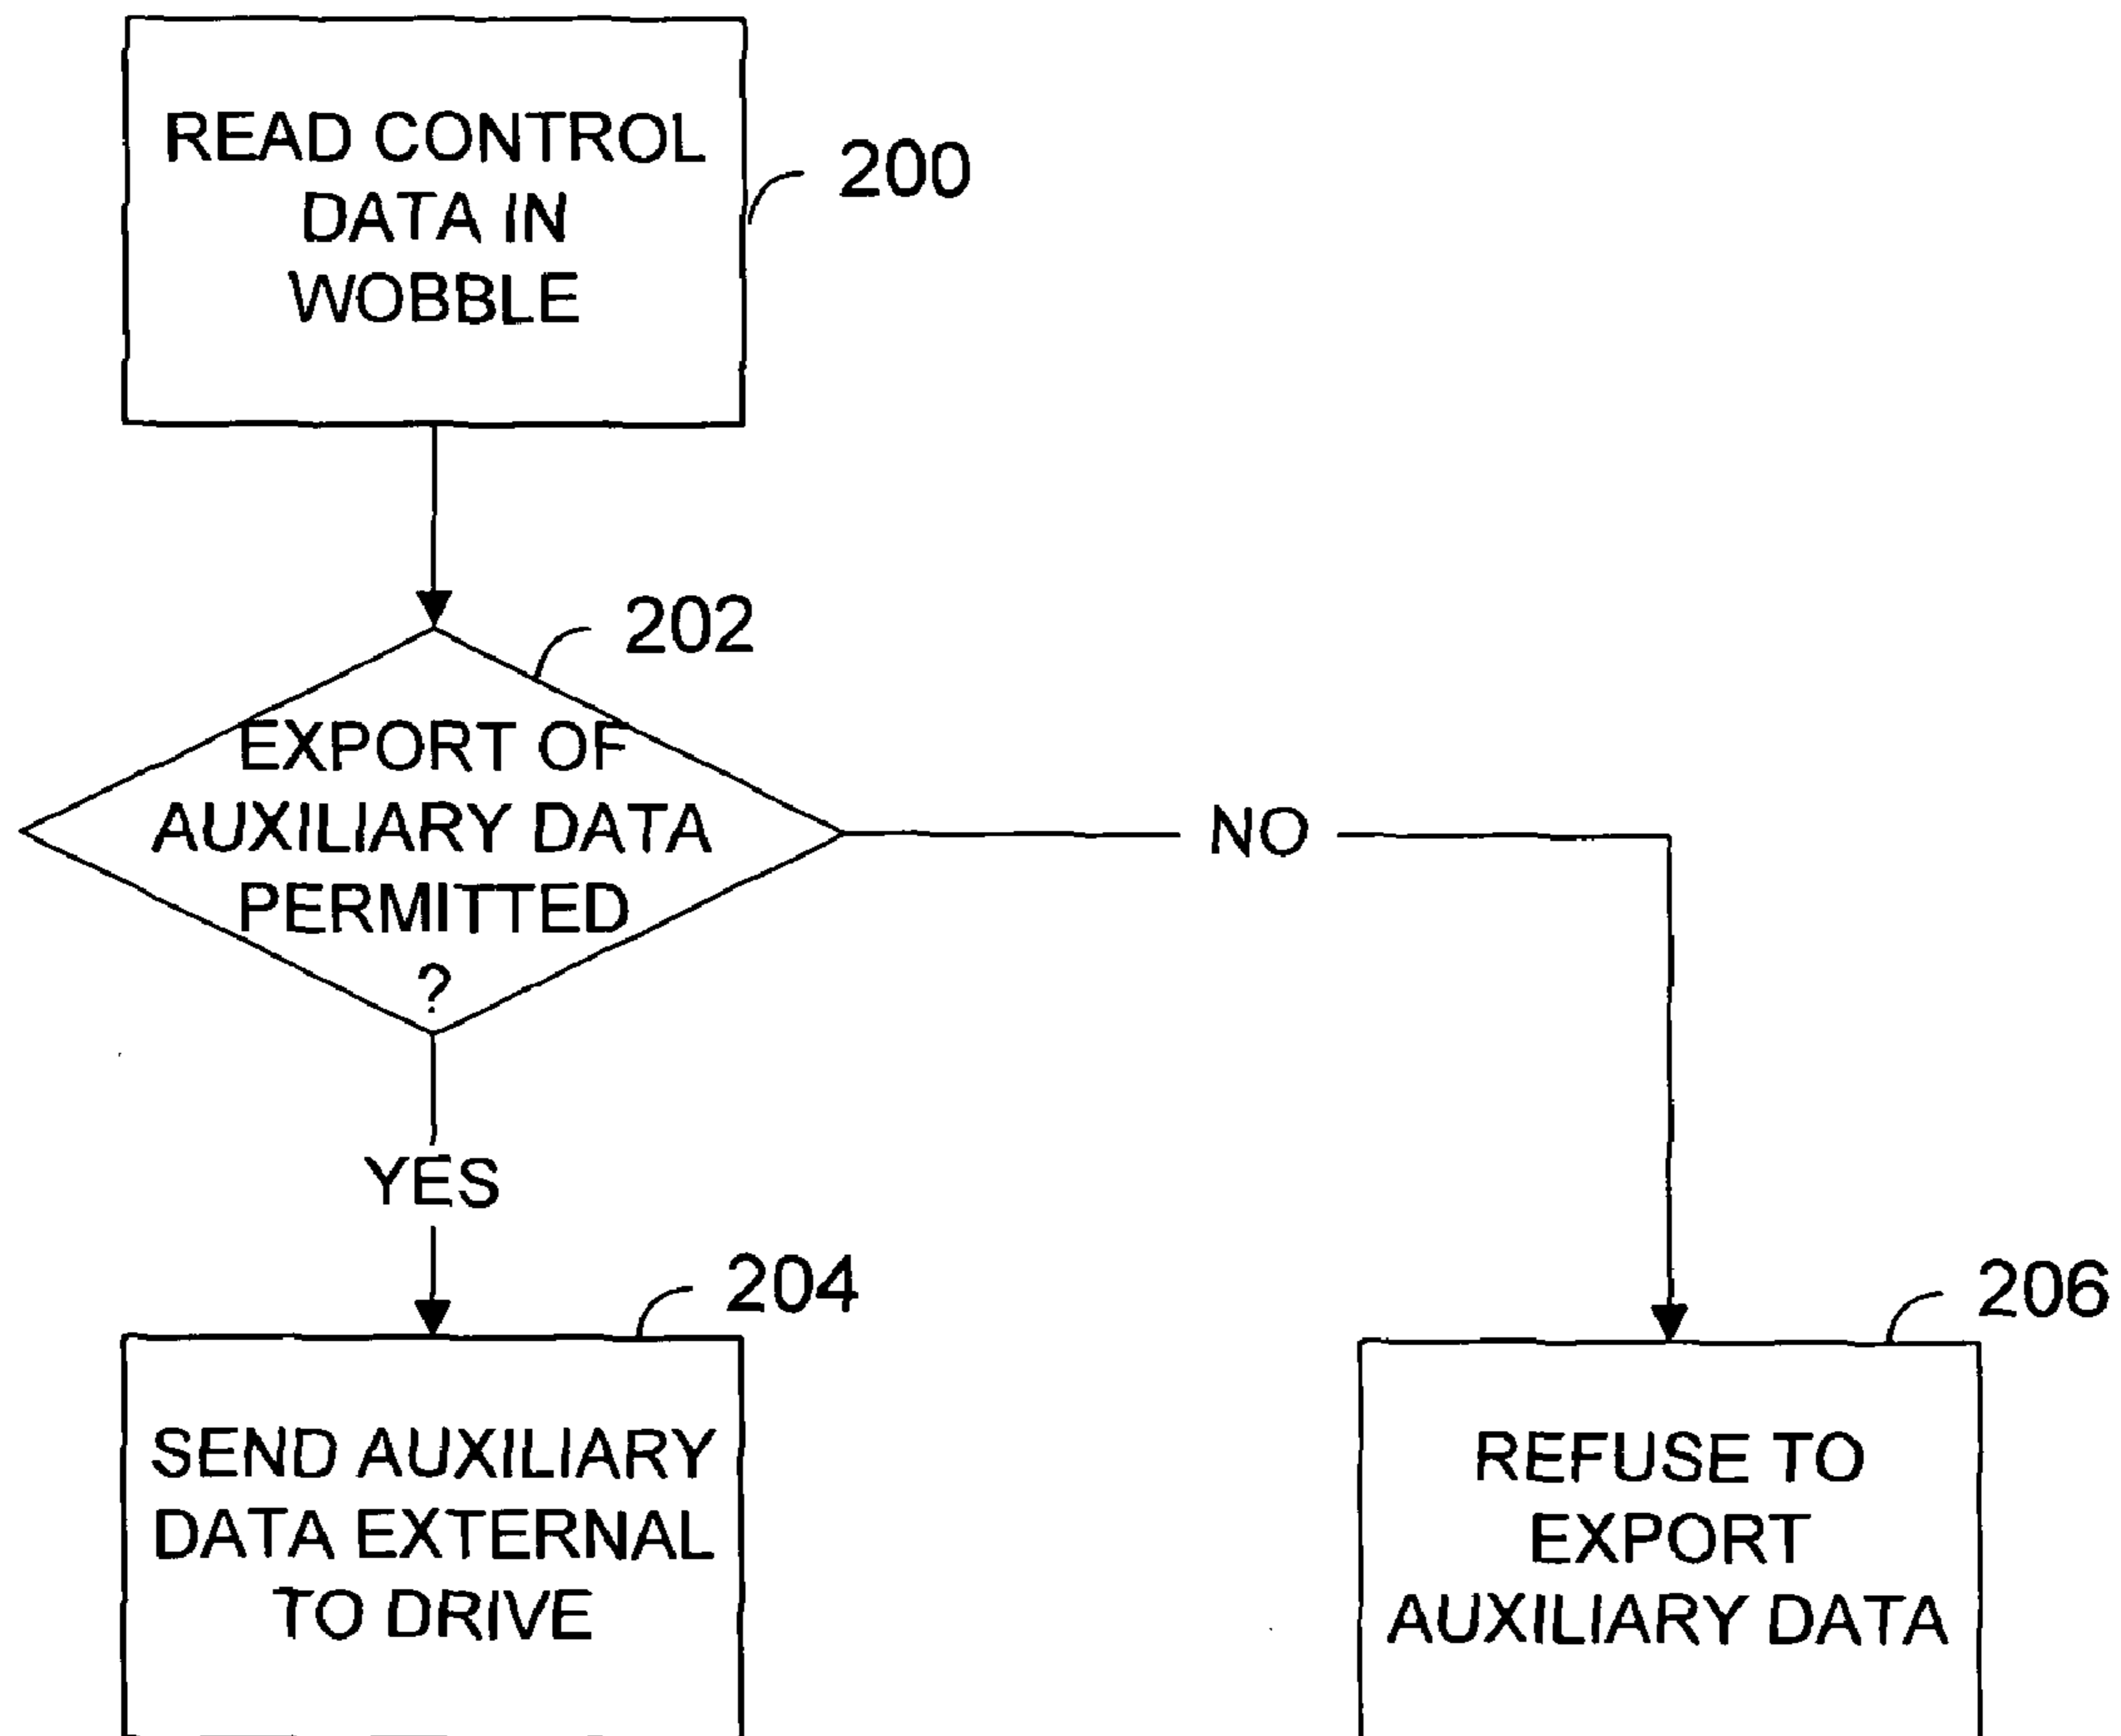 READ CONTROL
DATA IN
WOBBLE
200
202
EXPORT OF
AUXILIARY DATA
PERMITTED
?
NO
YES
204
SEND AUXILIARY
DATA EXTERNAL
TO DRIVE
206
REFUSE TO
EXPORT
AUXILIARY DATA